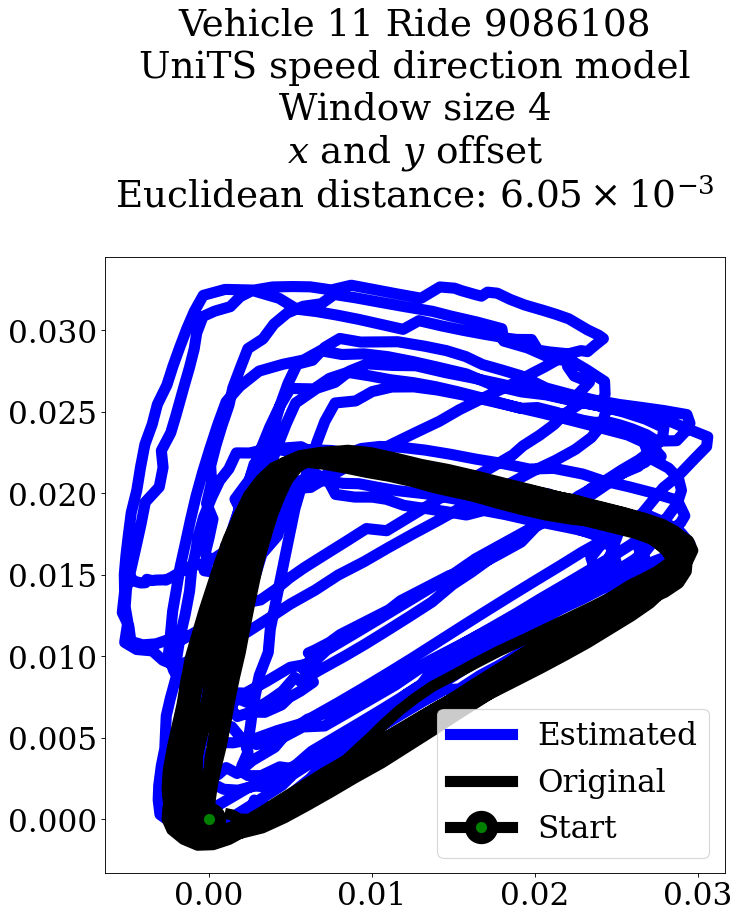 Vehicle 11 Ride 9086108
UniTS speed direction model
Window size 4
x and y offset
Euclidean distance: 6.05 × 10⁻³
0.030
0.025
0.020
0.015
0.010
0.005
0.000
Estimated
Original
Start
0.00 0.01 0.02 0.03